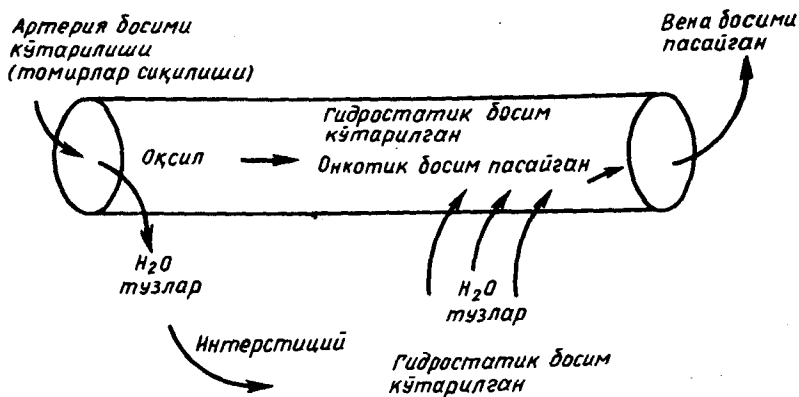 Артерия босими
кўтарилиши
(томирлар сиқилиши)
Вена босими
пасайган
Гидростатик босим
кўтарилган
Оқсил
Онкотик босим пасайган
H₂O
тузлар
H₂O
тузлар
Интерстиций
Гидростатик босим
кўтарилган